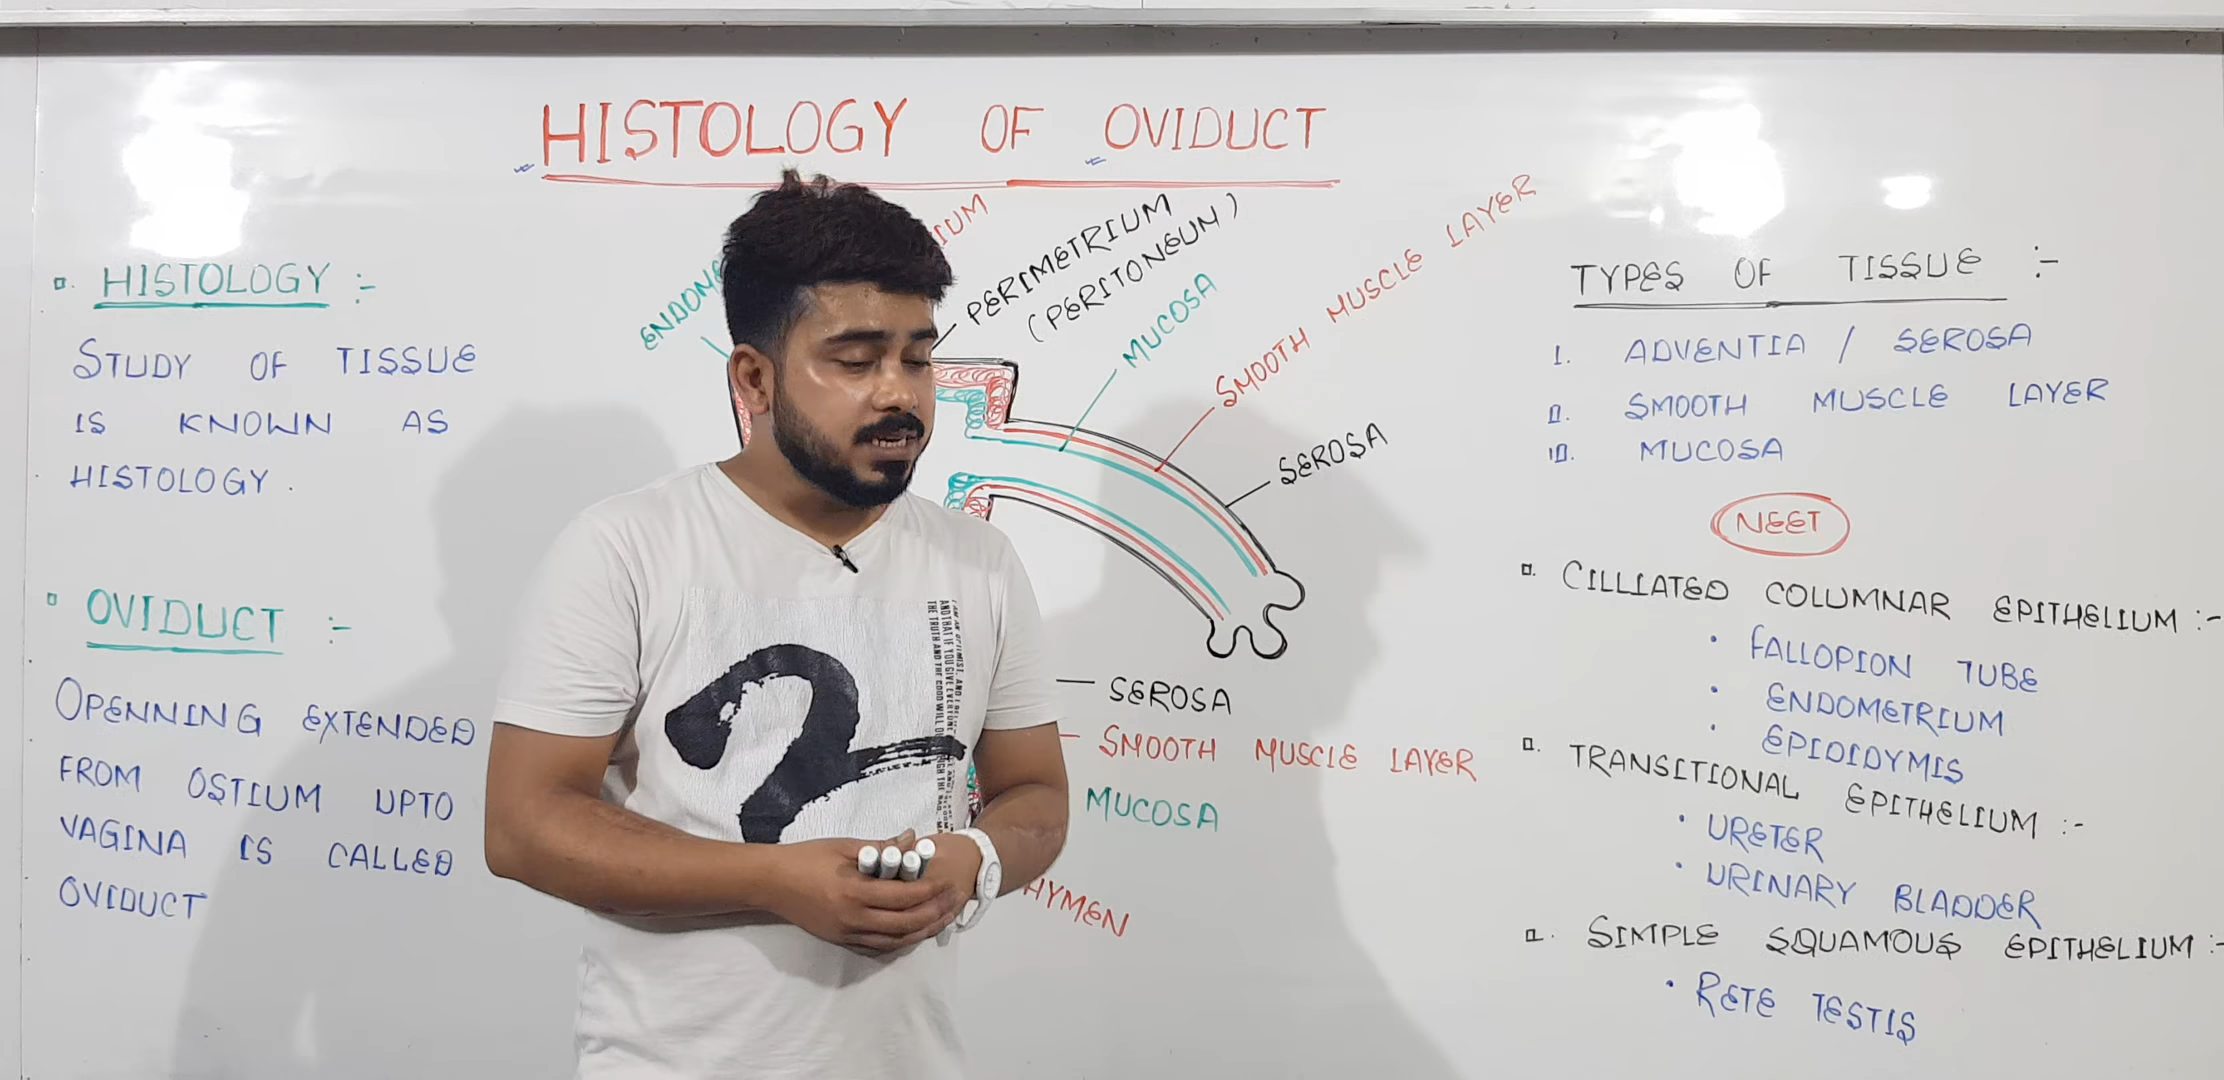 HISTOLOGY OF OVIDUCT
HISTOLOGY :-
STUDY OF TISSUE
IS KNOWN AS
HISTOLOGY.
OVIDUCT :-
OPENNING EXTENDED
FROM OSTIUM UPTO
VAGINA IS CALLED
OVIDUCT
PERIMETRIUM
(PERITONEUM)
MUCOSA
SMOOTH MUSCLE LAYER
SEROSA
SEROSA
SMOOTH MUSCLE LAYER
MUCOSA
HYMEN
TYPES OF TISSUE :-
I. ADVENTIA / SEROSA
II. SMOOTH MUSCLE LAYER
III. MUCOSA
NEET
CILLIATED COLUMNAR EPITHELIUM :-
• FALLOPION TUBE
• ENDOMETRIUM
• EPIDIDYMIS
TRANSITIONAL EPITHELIUM :-
• URETER
• URINARY BLADDER
SIMPLE SQUAMOUS EPITHELIUM :-
• RETE TESTIS